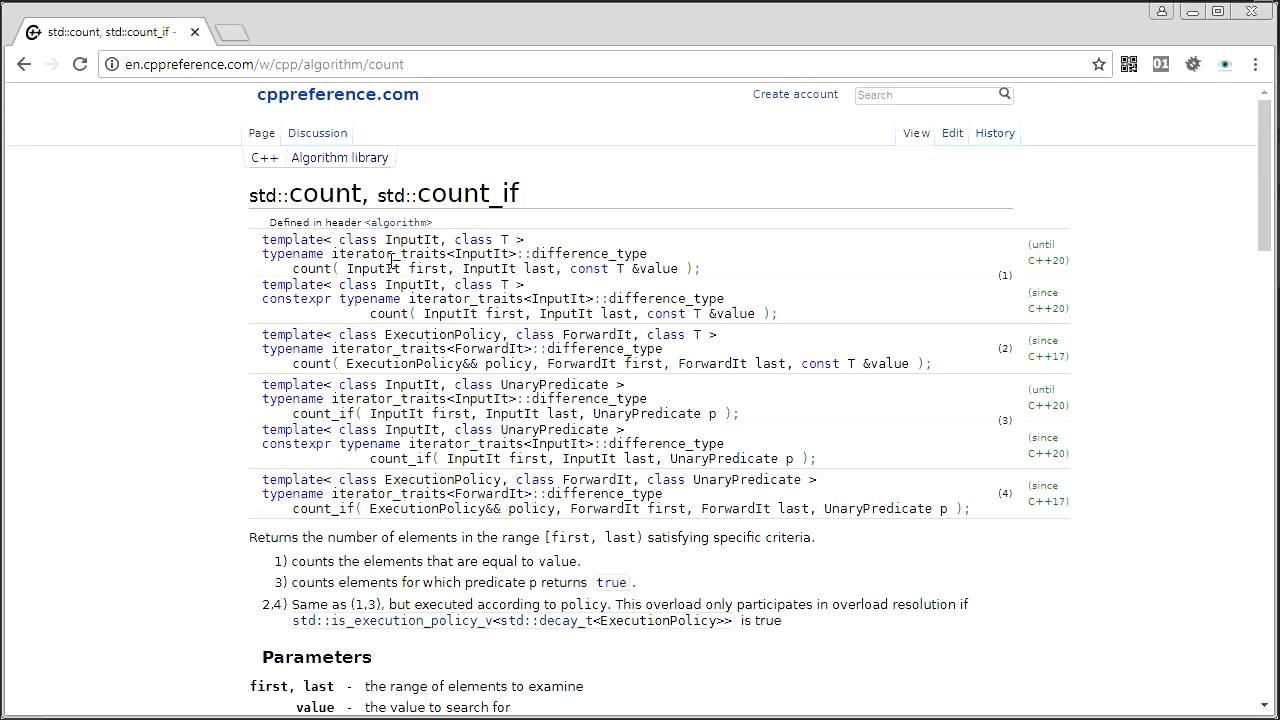 std::count, std::count_if -
en.cppreference.com/w/cpp/algorithm/count
01
cppreference.com
Create account
Search
Page
Discussion
View
Edit
History
C++
Algorithm library
std::count, std::count_if
Defined in header <algorithm>
template< class InputIt, class T >
typename iterator_traits<InputIt>::difference_type
count( InputIt first, InputIt last, const T &value );
(until
C++20)
(1)
template< class InputIt, class T >
constexpr typename iterator_traits<InputIt>::difference_type
count( InputIt first, InputIt last, const T &value );
(since
C++20)
template< class ExecutionPolicy, class ForwardIt, class T >
typename iterator_traits<ForwardIt>::difference_type
count( ExecutionPolicy&& policy, ForwardIt first, ForwardIt last, const T &value );
(2)
(since
C++17)
template< class InputIt, class UnaryPredicate >
typename iterator_traits<InputIt>::difference_type
count_if( InputIt first, InputIt last, UnaryPredicate p );
(until
C++20)
(3)
template< class InputIt, class UnaryPredicate >
constexpr typename iterator_traits<InputIt>::difference_type
count_if( InputIt first, InputIt last, UnaryPredicate p );
(since
C++20)
template< class ExecutionPolicy, class ForwardIt, class UnaryPredicate >
typename iterator_traits<ForwardIt>::difference_type
count_if( ExecutionPolicy&& policy, ForwardIt first, ForwardIt last, UnaryPredicate p );
(4)
(since
C++17)
Returns the number of elements in the range [first, last) satisfying specific criteria.
1) counts the elements that are equal to value.
3) counts elements for which predicate p returns true.
2,4) Same as (1,3), but executed according to policy. This overload only participates in overload resolution if
std::is_execution_policy_v<std::decay_t<ExecutionPolicy>> is true
Parameters
first, last - the range of elements to examine
value - the value to search for